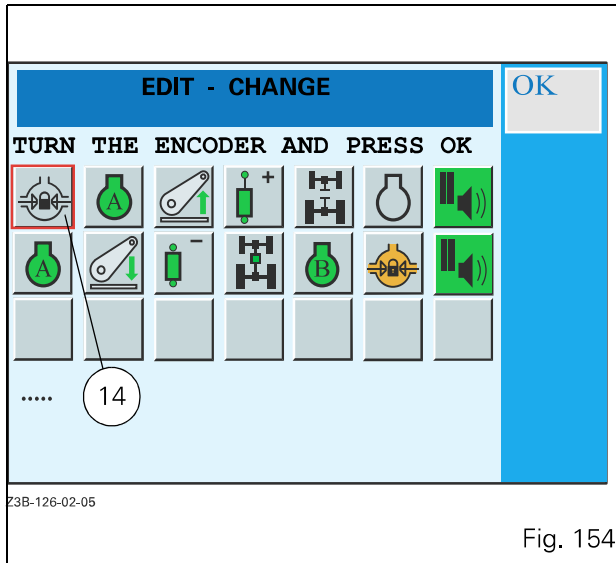 EDIT - CHANGE
OK
TURN THE ENCODER AND PRESS OK
A
+
A
-
B
.....
14
Z3B-126-02-05
Fig. 154